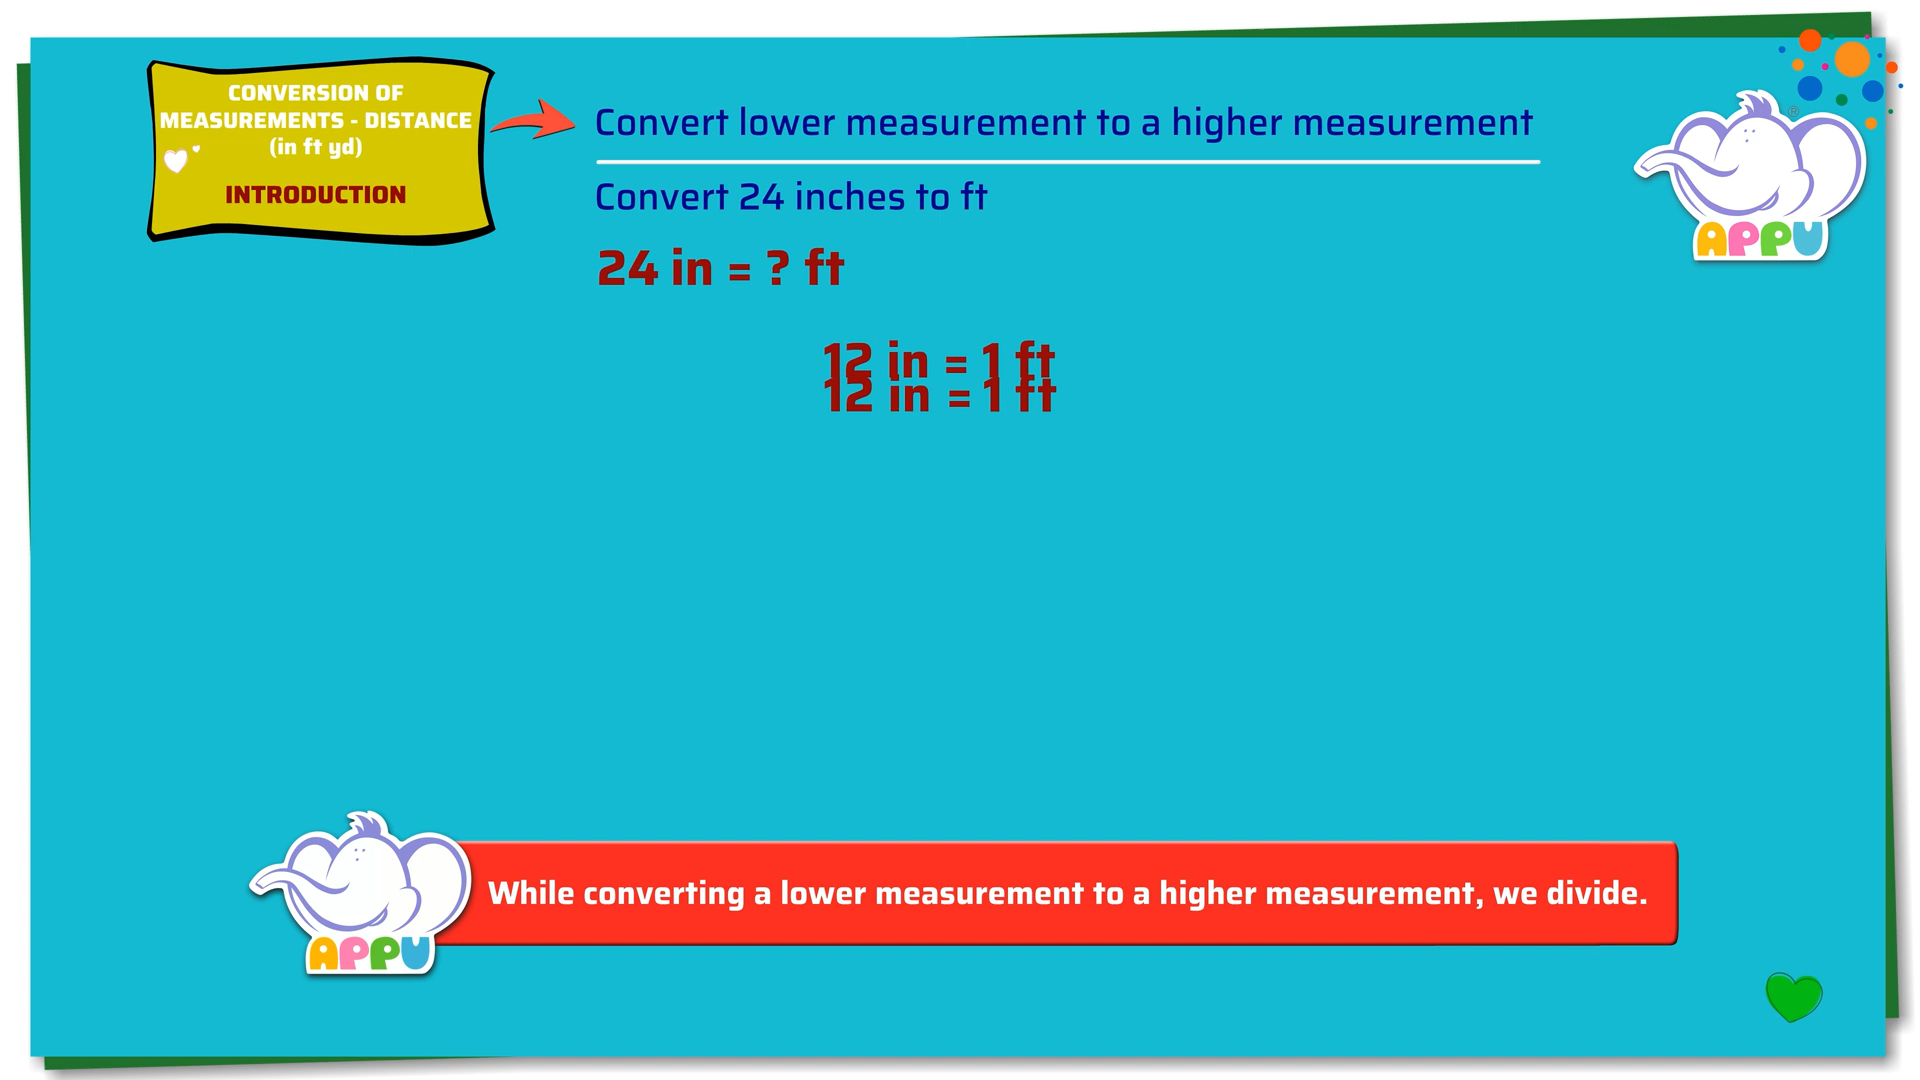 CONVERSION OF
MEASUREMENTS - DISTANCE
(in ft yd)
INTRODUCTION
Convert lower measurement to a higher measurement
Convert 24 inches to ft
24 in = ? ft
12 in = 1 ft
12 in = 1 ft
®
APPU
While converting a lower measurement to a higher measurement, we divide.
APPU